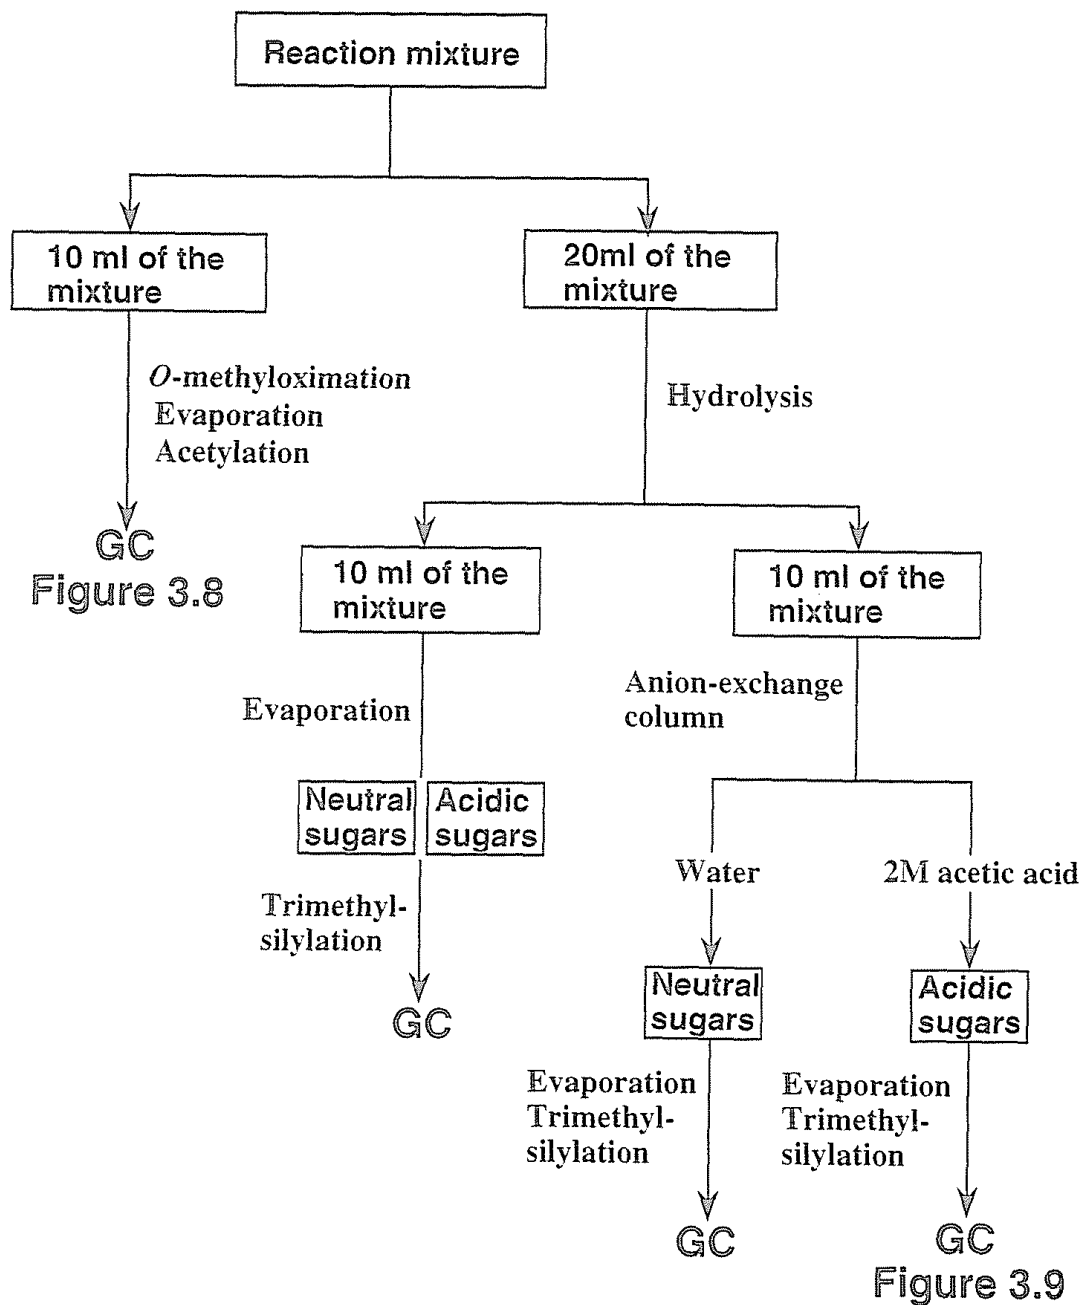 Reaction mixture
10 ml of the
mixture
20ml of the
mixture
O-methyloximation
Evaporation
Acetylation
Hydrolysis
GC
Figure 3.8
10 ml of the
mixture
10 ml of the
mixture
Evaporation
Anion-exchange
column
Neutral
sugars
Acidic
sugars
Water
2M acetic acid
Trimethyl-
silylation
GC
Neutral
sugars
Acidic
sugars
Evaporation
Trimethyl-
silylation
Evaporation
Trimethyl-
silylation
GC
GC
Figure 3.9